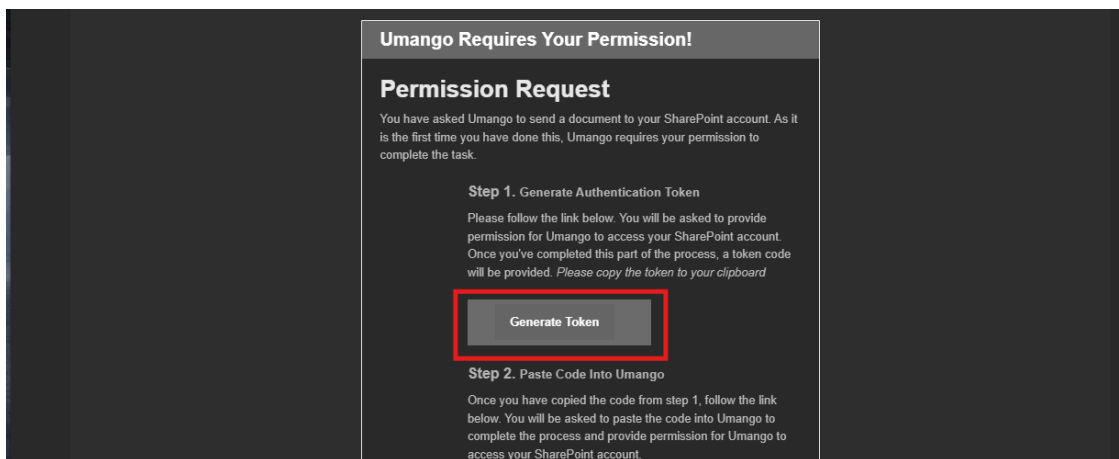 Umango Requires Your Permission!
Permission Request
You have asked Umango to send a document to your SharePoint account. As it
is the first time you have done this, Umango requires your permission to
complete the task.
Step 1. Generate Authentication Token
Please follow the link below. You will be asked to provide
permission for Umango to access your SharePoint account.
Once you've completed this part of the process, a token code
will be provided. Please copy the token to your clipboard
Generate Token
Step 2. Paste Code Into Umango
Once you have copied the code from step 1, follow the link
below. You will be asked to paste the code into Umango to
complete the process and provide permission for Umango to
access your SharePoint account.